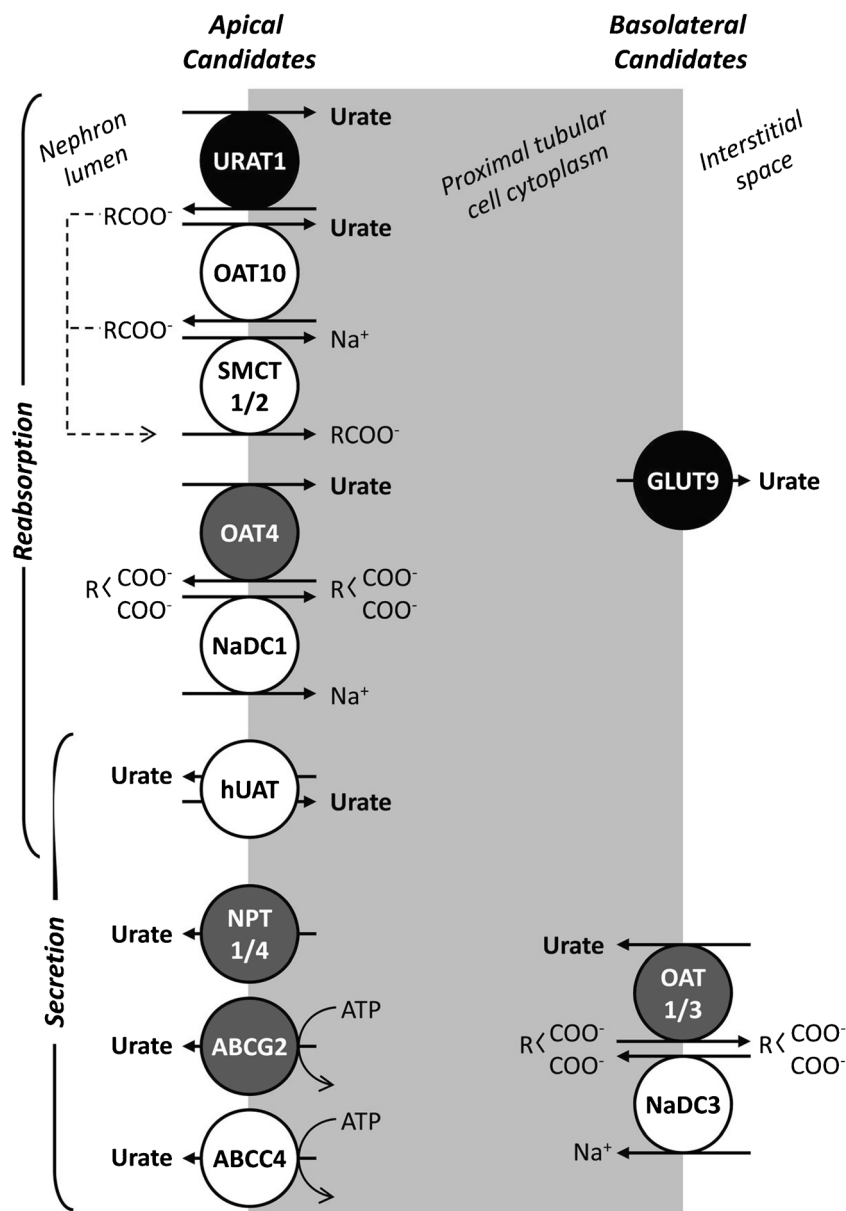 Apical
Candidates
Basolateral
Candidates
Nephron
lumen
Proximal tubular
cell cytoplasm
Interstitial
space
Reabsorption
Urate
URAT1
RCOO⁻
Urate
OAT10
RCOO⁻
Na⁺
SMCT
1/2
RCOO⁻
Urate
OAT4
R COO⁻
COO⁻
R COO⁻
COO⁻
NaDC1
Na⁺
GLUT9 Urate
Secretion
Urate
hUAT
Urate
Urate
NPT
1/4
ATP
Urate ABCG2
ATP
Urate ABCC4
Urate
OAT
1/3
R COO⁻
COO⁻
R COO⁻
COO⁻
NaDC3
Na⁺